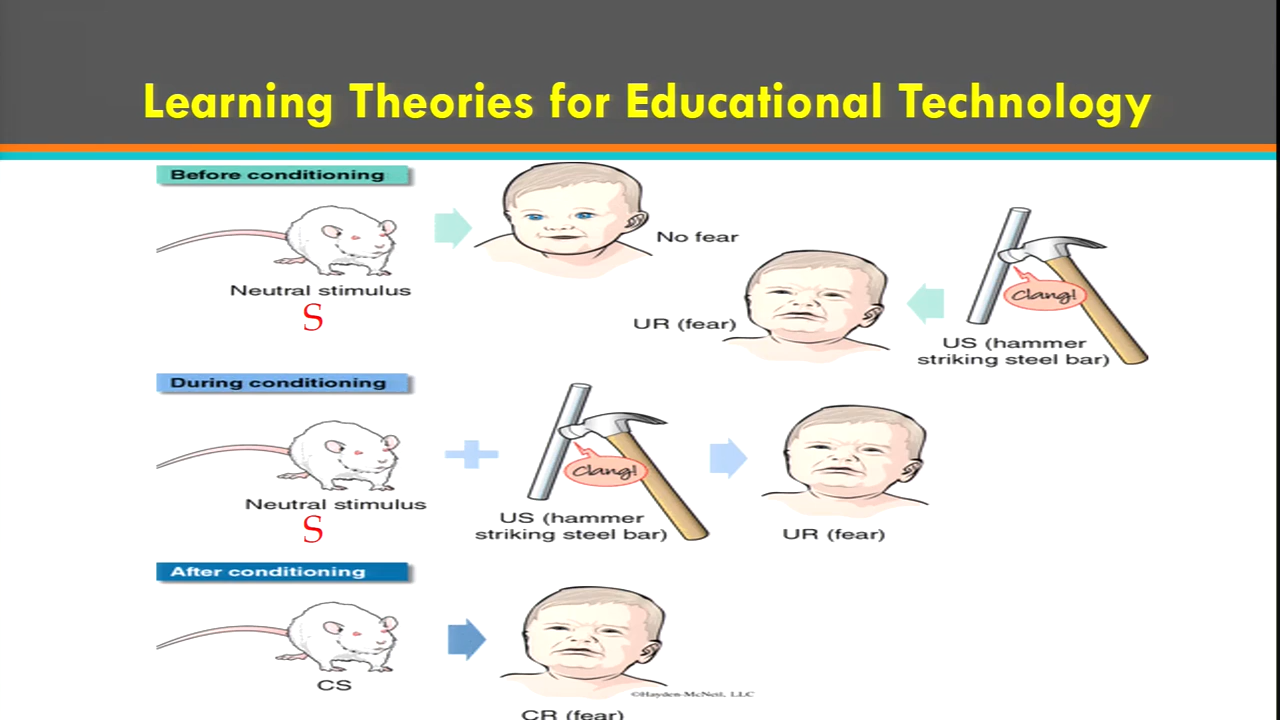 Learning Theories for Educational Technology
Before conditioning
Neutral stimulus
S
No fear
UR (fear)
Clang!
US (hammer
striking steel bar)
During conditioning
Neutral stimulus
S
Clang!
US (hammer
striking steel bar)
UR (fear)
After conditioning
CS
©Hayden-McNeil, LLC
CR (fear)